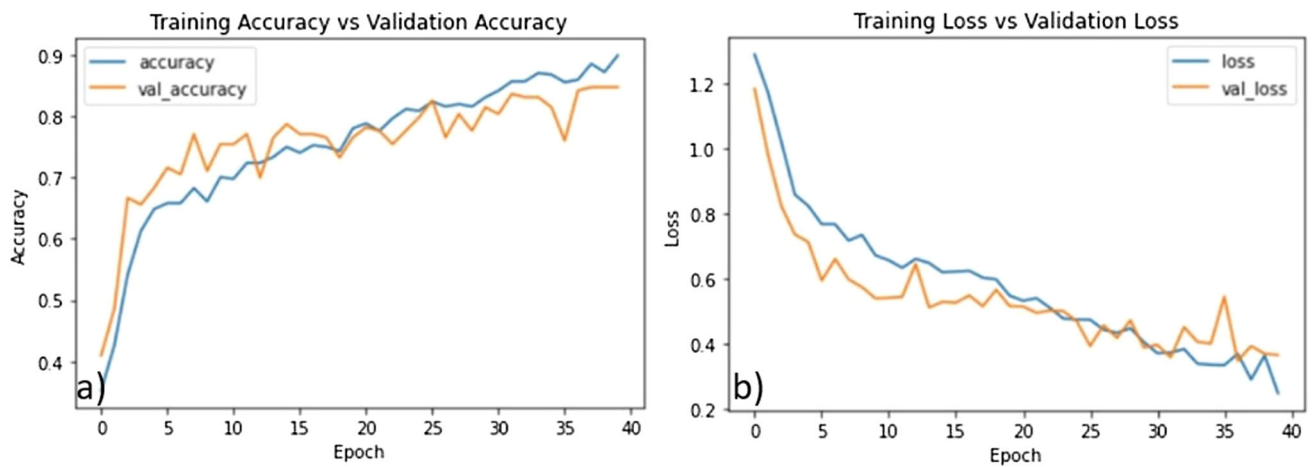 Training Accuracy vs Validation Accuracy
0.9
0.8
0.7
0.6
0.5
0.4
Accuracy
accuracy
val_accuracy
a)
0 5 10 15 20 25 30 35 40
Epoch
Training Loss vs Validation Loss
1.2
1.0
0.8
0.6
0.4
0.2
Loss
loss
val_loss
b)
0 5 10 15 20 25 30 35 40
Epoch